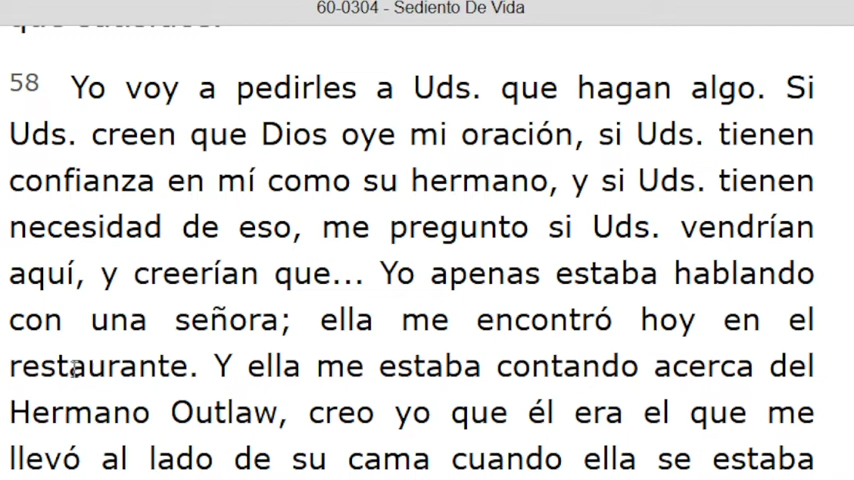 60-0304 - Sediento De Vida
58 Yo voy a pedirles a Uds. que hagan algo. Si
Uds. creen que Dios oye mi oración, si Uds. tienen
confianza en mí como su hermano, y si Uds. tienen
necesidad de eso, me pregunto si Uds. vendrían
aquí, y creerían que... Yo apenas estaba hablando
con una señora; ella me encontró hoy en el
restaurante. Y ella me estaba contando acerca del
Hermano Outlaw, creo yo que él era el que me
llevó al lado de su cama cuando ella se estaba